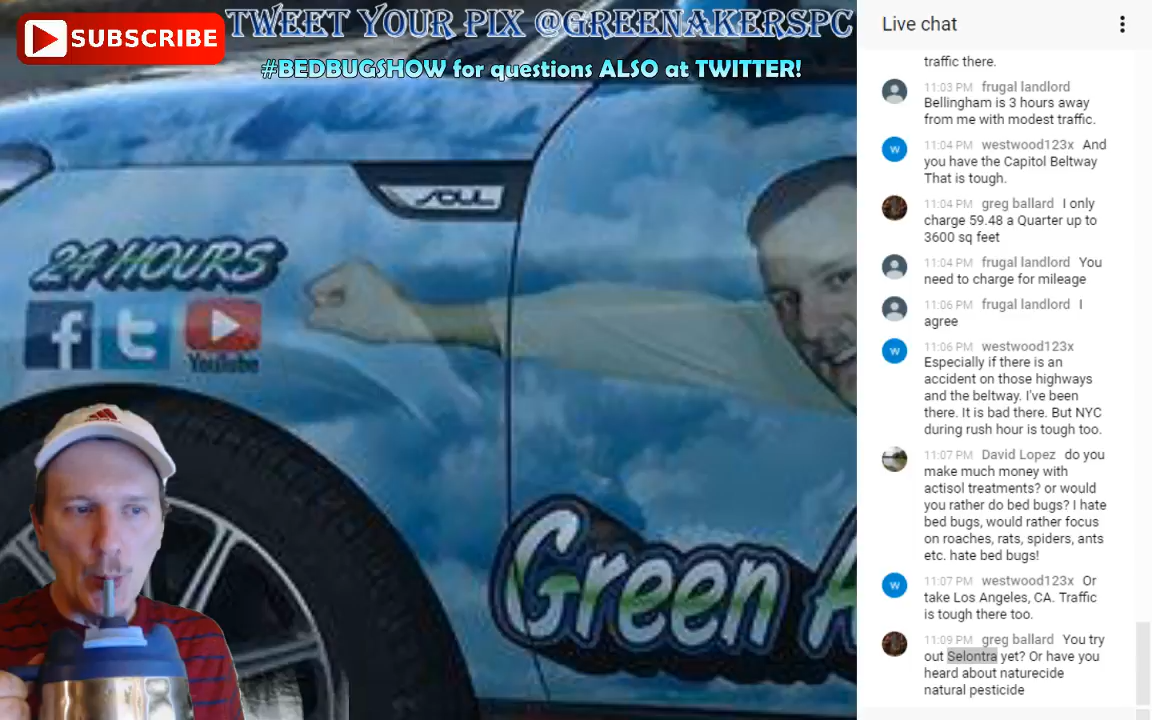 SUBSCRIBE
TWEET YOUR PIX @GREENAKERSPC
#BEDBUGSHOW for questions ALSO at TWITTER!
SOUL
24 HOURS
f t
Youtube
Green A
Live chat
traffic there.
11:03 PM frugal landlord
Bellingham is 3 hours away
from me with modest traffic.
W
11:04 PM westwood123x And
you have the Capitol Beltway
That is tough.
11:04 PM greg ballard I only
charge 59.48 a Quarter up to
3600 sq feet
11:04 PM frugal landlord You
need to charge for mileage
11:06 PM frugal landlord I
agree
W
11:06 PM westwood123x
Especially if there is an
accident on those highways
and the beltway. I've been
there. It is bad there. But NYC
during rush hour is tough too.
11:07 PM David Lopez do you
make much money with
actisol treatments? or would
you rather do bed bugs? I hate
bed bugs, would rather focus
on roaches, rats, spiders, ants
etc. hate bed bugs!
W
11:07 PM westwood123x Or
take Los Angeles, CA. Traffic
is tough there too.
11:09 PM greg ballard You try
out Selontra yet? Or have you
heard about naturecide
natural pesticide